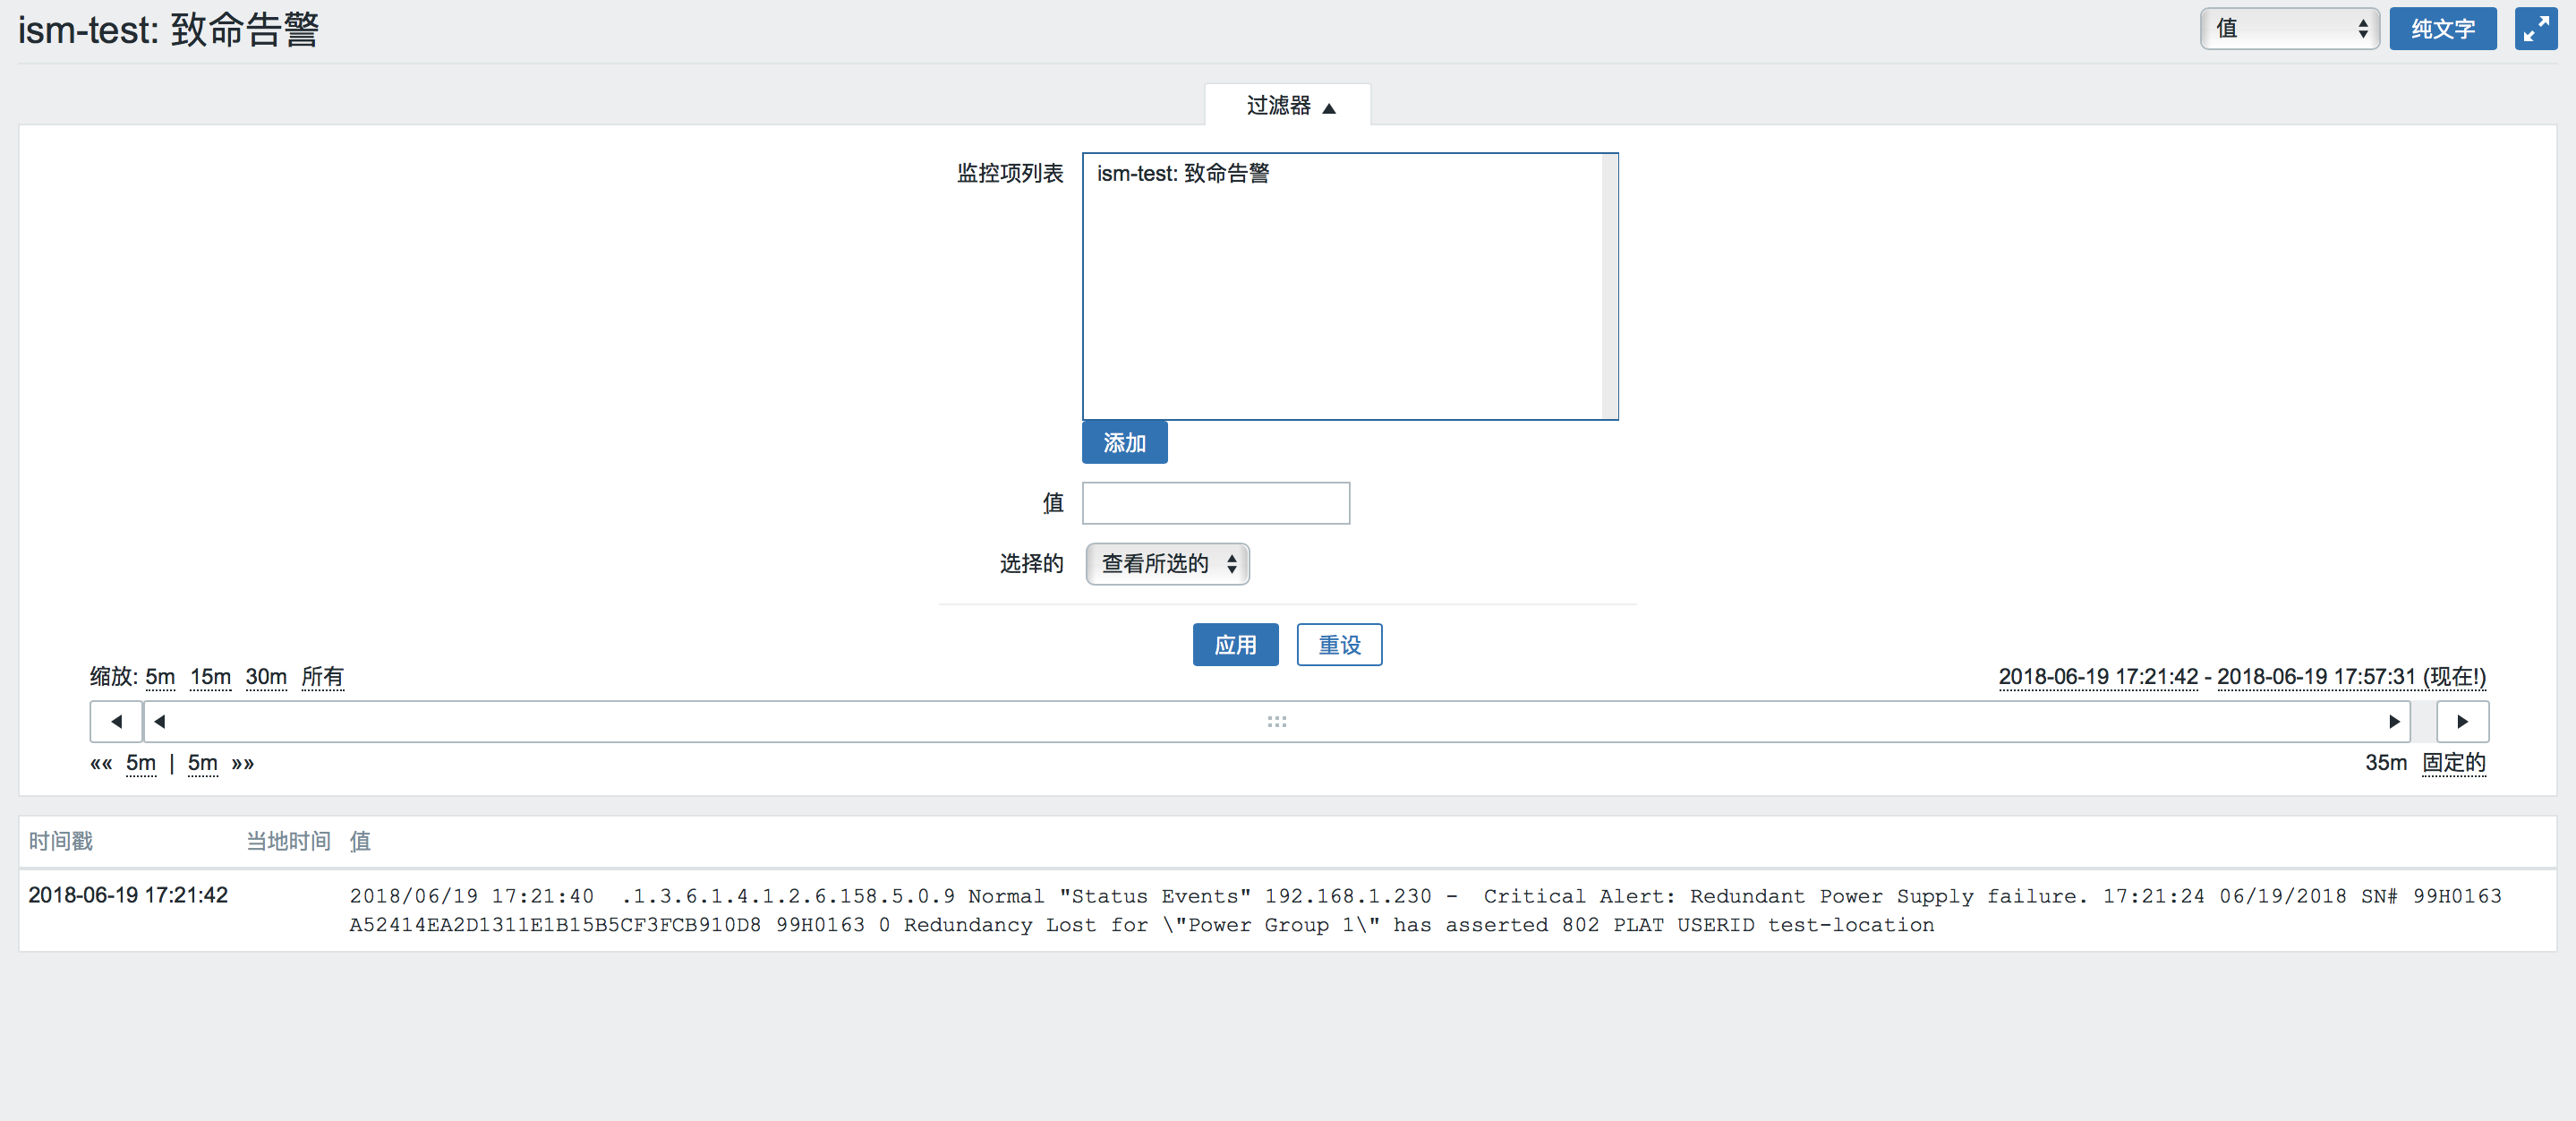 ism-test: 致命告警
值 纯文字
过滤器 ▲
监控项列表 ism-test: 致命告警
添加
值
选择的 查看所选的
应用 重设
缩放: 5m 15m 30m 所有 2018-06-19 17:21:42 - 2018-06-19 17:57:31 (现在!)
«« 5m | 5m »» 35m 固定的
时间戳 当地时间 值
2018-06-19 17:21:42 2018/06/19 17:21:40 .1.3.6.1.4.1.2.6.158.5.0.9 Normal "Status Events" 192.168.1.230 - Critical Alert: Redundant Power Supply failure. 17:21:24 06/19/2018 SN# 99H0163
A52414EA2D1311E1B15B5CF3FCB910D8 99H0163 0 Redundancy Lost for \"Power Group 1\" has asserted 802 PLAT USERID test-location